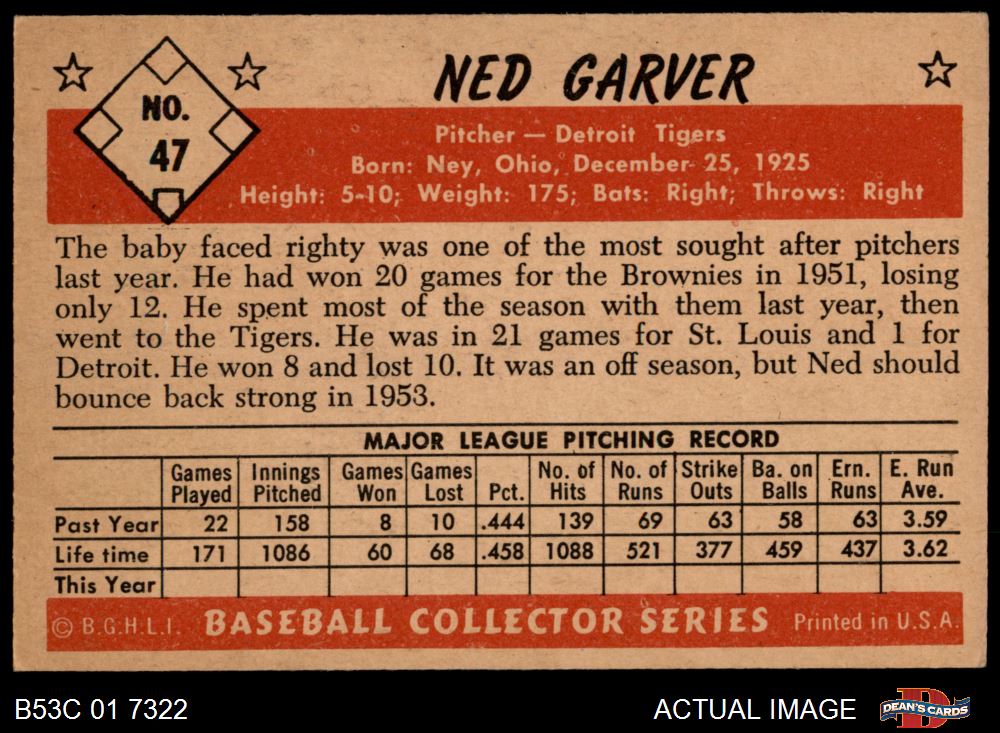 NED GARVER
NO.
47
Pitcher — Detroit Tigers
Born: Ney, Ohio, December 25, 1925
Height: 5-10; Weight: 175; Bats: Right; Throws: Right
The baby faced righty was one of the most sought after pitchers
last year. He had won 20 games for the Brownies in 1951, losing
only 12. He spent most of the season with them last year, then
went to the Tigers. He was in 21 games for St. Louis and 1 for
Detroit. He won 8 and lost 10. It was an off season, but Ned should
bounce back strong in 1953.
MAJOR LEAGUE PITCHING RECORD
Games Played Innings Pitched Games Won Games Lost Pct. No. of Hits No. of Runs Strike Outs Ba. on Balls Ern. Runs E. Run Ave.
Past Year 22 158 8 10 .444 139 69 63 58 63 3.59
Life time 171 1086 60 68 .458 1088 521 377 459 437 3.62
This Year
© B.G.H.L.I. BASEBALL COLLECTOR SERIES Printed in U.S.A.
B53C 01 7322 ACTUAL IMAGE DEAN'S CARDS